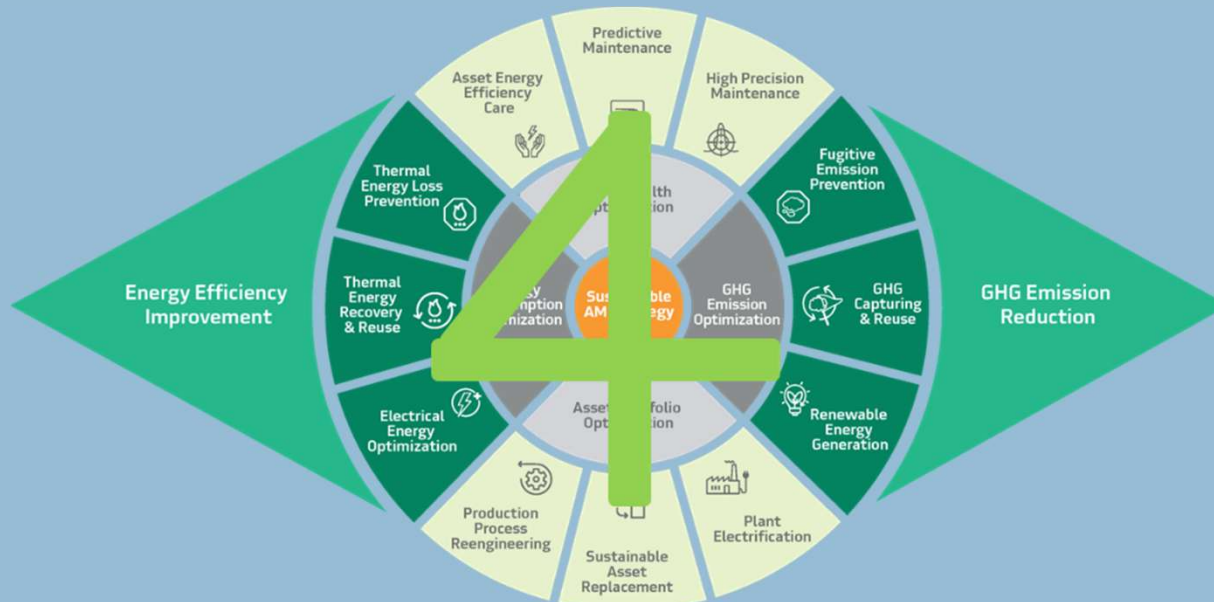 Predictive
Maintenance
Asset Energy
Efficiency
Care
High Precision
Maintenance
Thermal
Energy Loss
Prevention
Fugitive
Emission
Prevention
Energy Efficiency
Improvement
Thermal
Energy
Recovery
& Reuse
GHG
Emission
Optimization
GHG
Capturing
& Reuse
GHG Emission
Reduction
4
Electrical
Energy
Optimization
Renewable
Energy
Generation
Production
Process
Reengineering
Sustainable
Asset
Replacement
Plant
Electrification